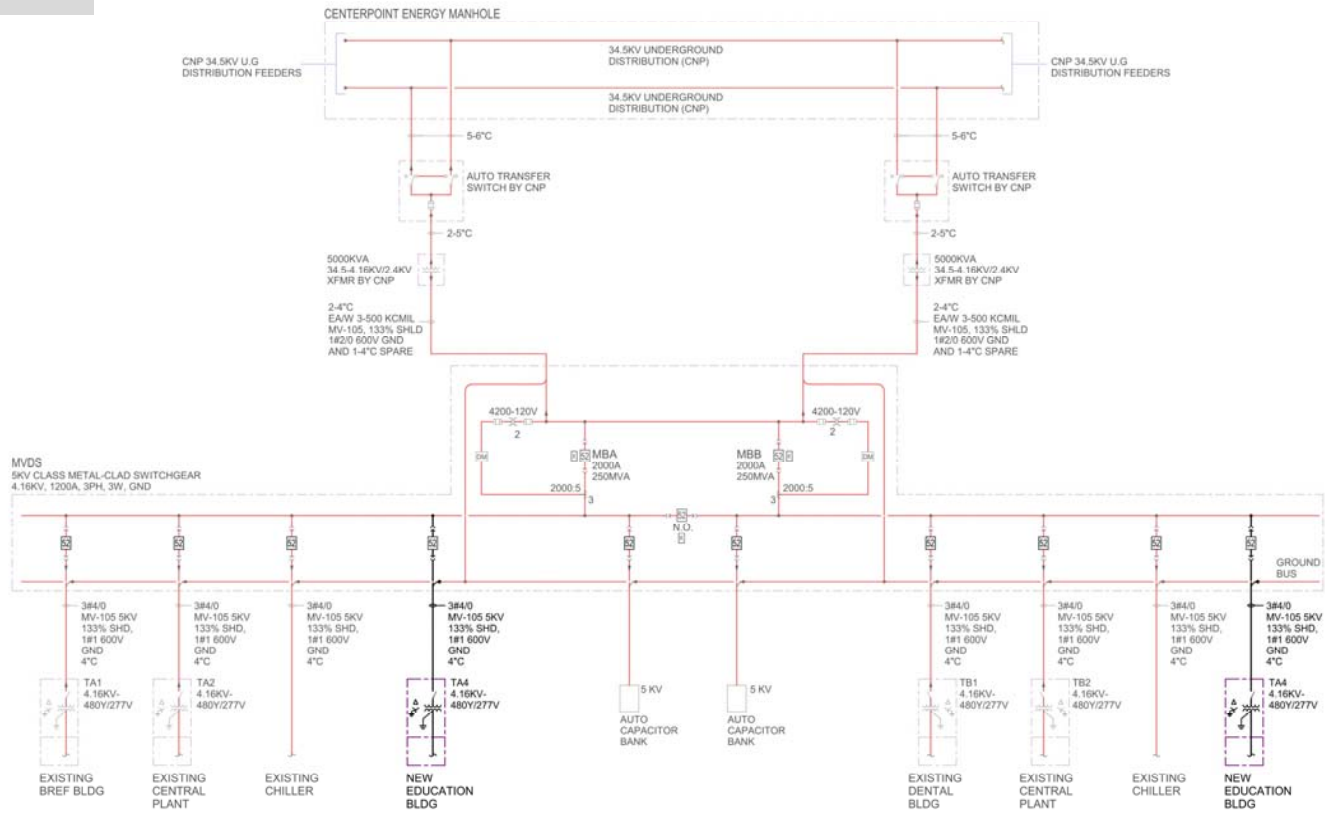 CENTERPOINT ENERGY MANHOLE
CNP 34.5KV U.G
DISTRIBUTION FEEDERS
34.5KV UNDERGROUND
DISTRIBUTION (CNP)
34.5KV UNDERGROUND
DISTRIBUTION (CNP)
CNP 34.5KV U.G
DISTRIBUTION FEEDERS
5-6"C
5-6"C
AUTO TRANSFER
SWITCH BY CNP
AUTO TRANSFER
SWITCH BY CNP
2-5"C
2-5"C
5000KVA
34.5-4.16KV/2.4KV
XFMR BY CNP
5000KVA
34.5-4.16KV/2.4KV
XFMR BY CNP
2-4"C
EA/W 3-500 KCMIL
MV-105, 133% SHLD
1#2/0 600V GND
AND 1-4"C SPARE
2-4"C
EA/W 3-500 KCMIL
MV-105, 133% SHLD
1#2/0 600V GND
AND 1-4"C SPARE
4200-120V
2
4200-120V
2
DM
MBA
2000A
250MVA
MBB
2000A
250MVA
DM
2000:5
3
2000:5
3
MVDS
5KV CLASS METAL-CLAD SWITCHGEAR
4.16KV, 1200A, 3PH, 3W, GND
N.O.
GROUND
BUS
3#4/0
MV-105 5KV
133% SHD,
1#1 600V
GND
4"C
3#4/0
MV-105 5KV
133% SHD,
1#1 600V
GND
4"C
3#4/0
MV-105 5KV
133% SHD,
1#1 600V
GND
4"C
3#4/0
MV-105 5KV
133% SHD,
1#1 600V
GND
4"C
3#4/0
MV-105 5KV
133% SHD,
1#1 600V
GND
4"C
3#4/0
MV-105 5KV
133% SHD,
1#1 600V
GND
4"C
3#4/0
MV-105 5KV
133% SHD,
1#1 600V
GND
4"C
3#4/0
MV-105 5KV
133% SHD,
1#1 600V
GND
4"C
TA1
4.16KV-
480Y/277V
TA2
4.16KV-
480Y/277V
TA4
4.16KV-
480Y/277V
5 KV
5 KV
TB1
4.16KV-
480Y/277V
TB2
4.16KV-
480Y/277V
TA4
4.16KV-
480Y/277V
AUTO
CAPACITOR
BANK
AUTO
CAPACITOR
BANK
EXISTING
BREF BLDG
EXISTING
CENTRAL
PLANT
EXISTING
CHILLER
NEW
EDUCATION
BLDG
EXISTING
DENTAL
BLDG
EXISTING
CENTRAL
PLANT
EXISTING
CHILLER
NEW
EDUCATION
BLDG